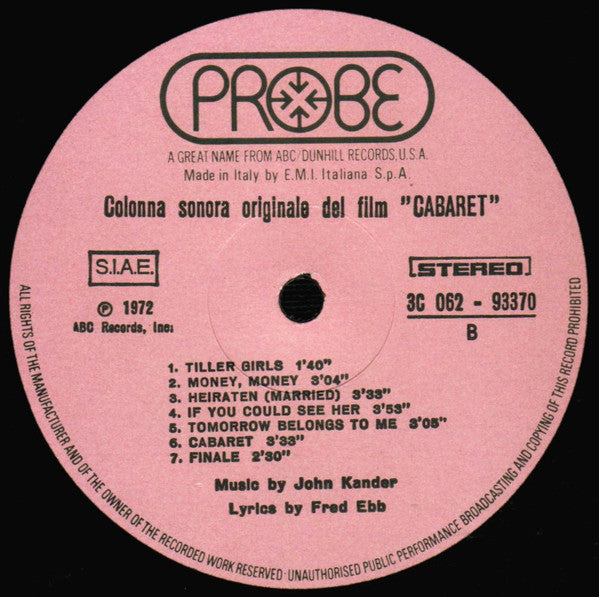 PROBE
A GREAT NAME FROM ABC/DUNHILL RECORDS, U.S.A.
Made in Italy by E.M.I. Italiana S.p.A.
Colonna sonora originale del film "CABARET"
S.I.A.E.
STEREO
℗ 1972
ABC Records, Inc.
3C 062 - 93370
B
1. TILLER GIRLS 1'40"
2. MONEY, MONEY 3'04"
3. HEIRATEN (MARRIED) 3'33"
4. IF YOU COULD SEE HER 3'53"
5. TOMORROW BELONGS TO ME 3'05"
6. CABARET 3'33"
7. FINALE 2'30"
Music by John Kander
Lyrics by Fred Ebb
ALL RIGHTS OF THE MANUFACTURER AND OF THE OWNER OF THE RECORDED WORK RESERVED · UNAUTHORISED PUBLIC PERFORMANCE BROADCASTING AND COPYING OF THIS RECORD PROHIBITED